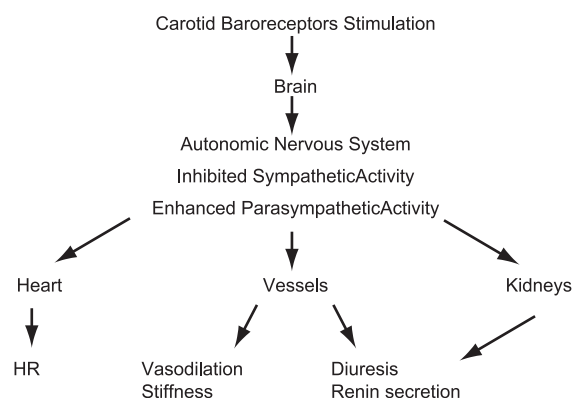 Carotid Baroreceptors Stimulation
Brain
Autonomic Nervous System
Inhibited SympatheticActivity
Enhanced ParasympatheticActivity
Heart
Vessels
Kidneys
HR
Vasodilation
Stiffness
Diuresis
Renin secretion